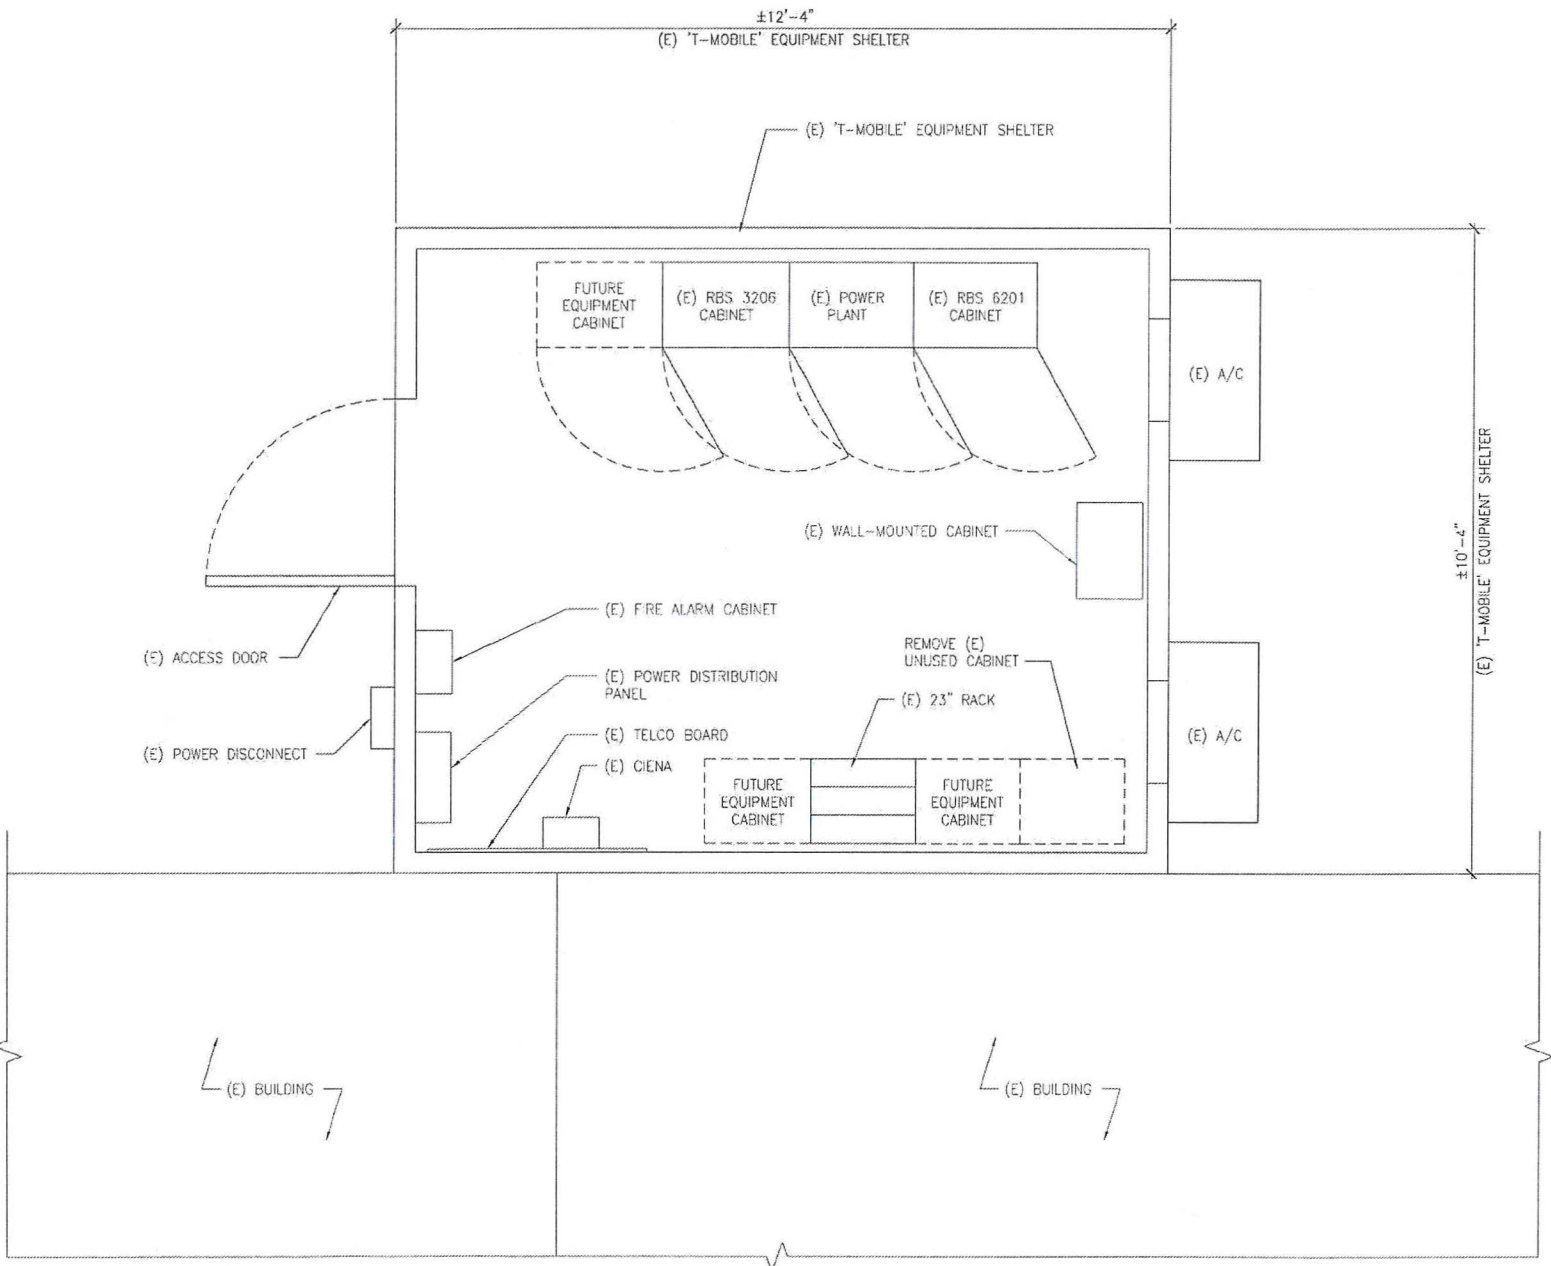 ±12'-4"
(E) 'T-MOBILE' EQUIPMENT SHELTER
(E) 'T-MOBILE' EQUIPMENT SHELTER
FUTURE
EQUIPMENT
CABINET
(E) RBS 3206
CABINET
(E) POWER
PLANT
(E) RBS 6201
CABINET
(E) A/C
±10'-4"
(E) 'T-MOBILE' EQUIPMENT SHELTER
(E) WALL-MOUNTED CABINET
(E) FIRE ALARM CABINET
(E) ACCESS DOOR
REMOVE (E)
UNUSED CABINET
(E) POWER DISTRIBUTION
PANEL
(E) 23" RACK
(E) POWER DISCONNECT
(E) TELCO BOARD
(E) CIENA
(E) A/C
FUTURE
EQUIPMENT
CABINET
FUTURE
EQUIPMENT
CABINET
(E) BUILDING
(E) BUILDING